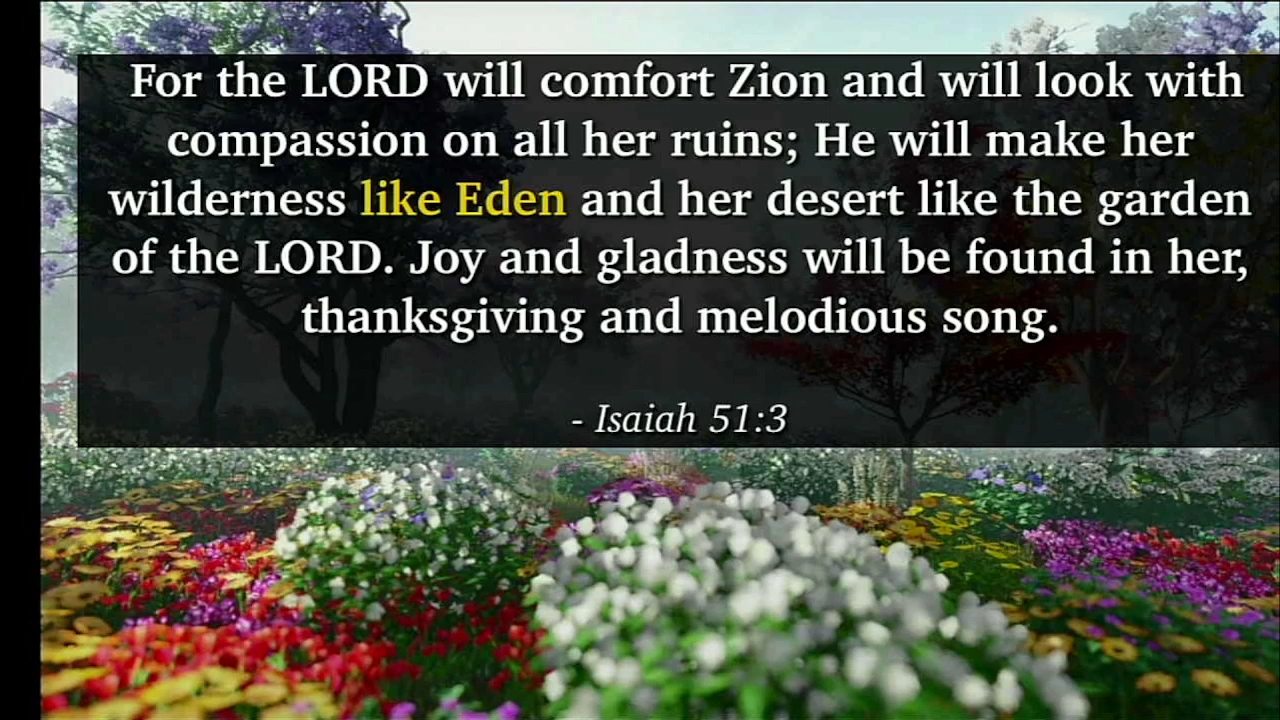 For the LORD will comfort Zion and will look with
compassion on all her ruins; He will make her
wilderness like Eden and her desert like the garden
of the LORD. Joy and gladness will be found in her,
thanksgiving and melodious song.
- Isaiah 51:3